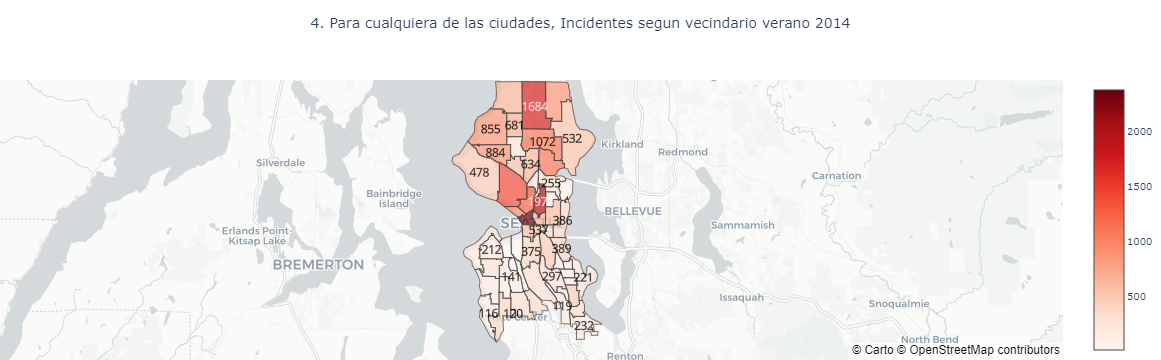 4. Para cualquiera de las ciudades, Incidentes segun vecindario verano 2014
1684
855
681
1072
532
Kirkland
884
Redmond
Silverdale
634
478
255
Carnation
Bainbridge
Island
97
BELLEVUE
386
SE
537
Sammamish
Erlands Point-
Kitsap Lake
212
375
389
BREMERTON
141
297
221
Issaquah
119
Snoqualmie
116
120
Center
232
North Bend
Renton
© Carto © OpenStreetMap contributors
2000
1500
1000
500